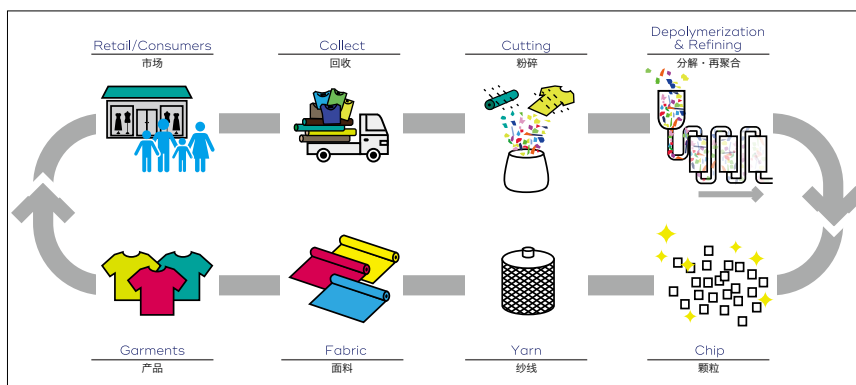 Retail/Consumers
市场
Collect
回收
Cutting
粉碎
Depolymerization
& Refining
分解・再聚合
Garments
产品
Fabric
面料
Yarn
纱线
Chip
颗粒